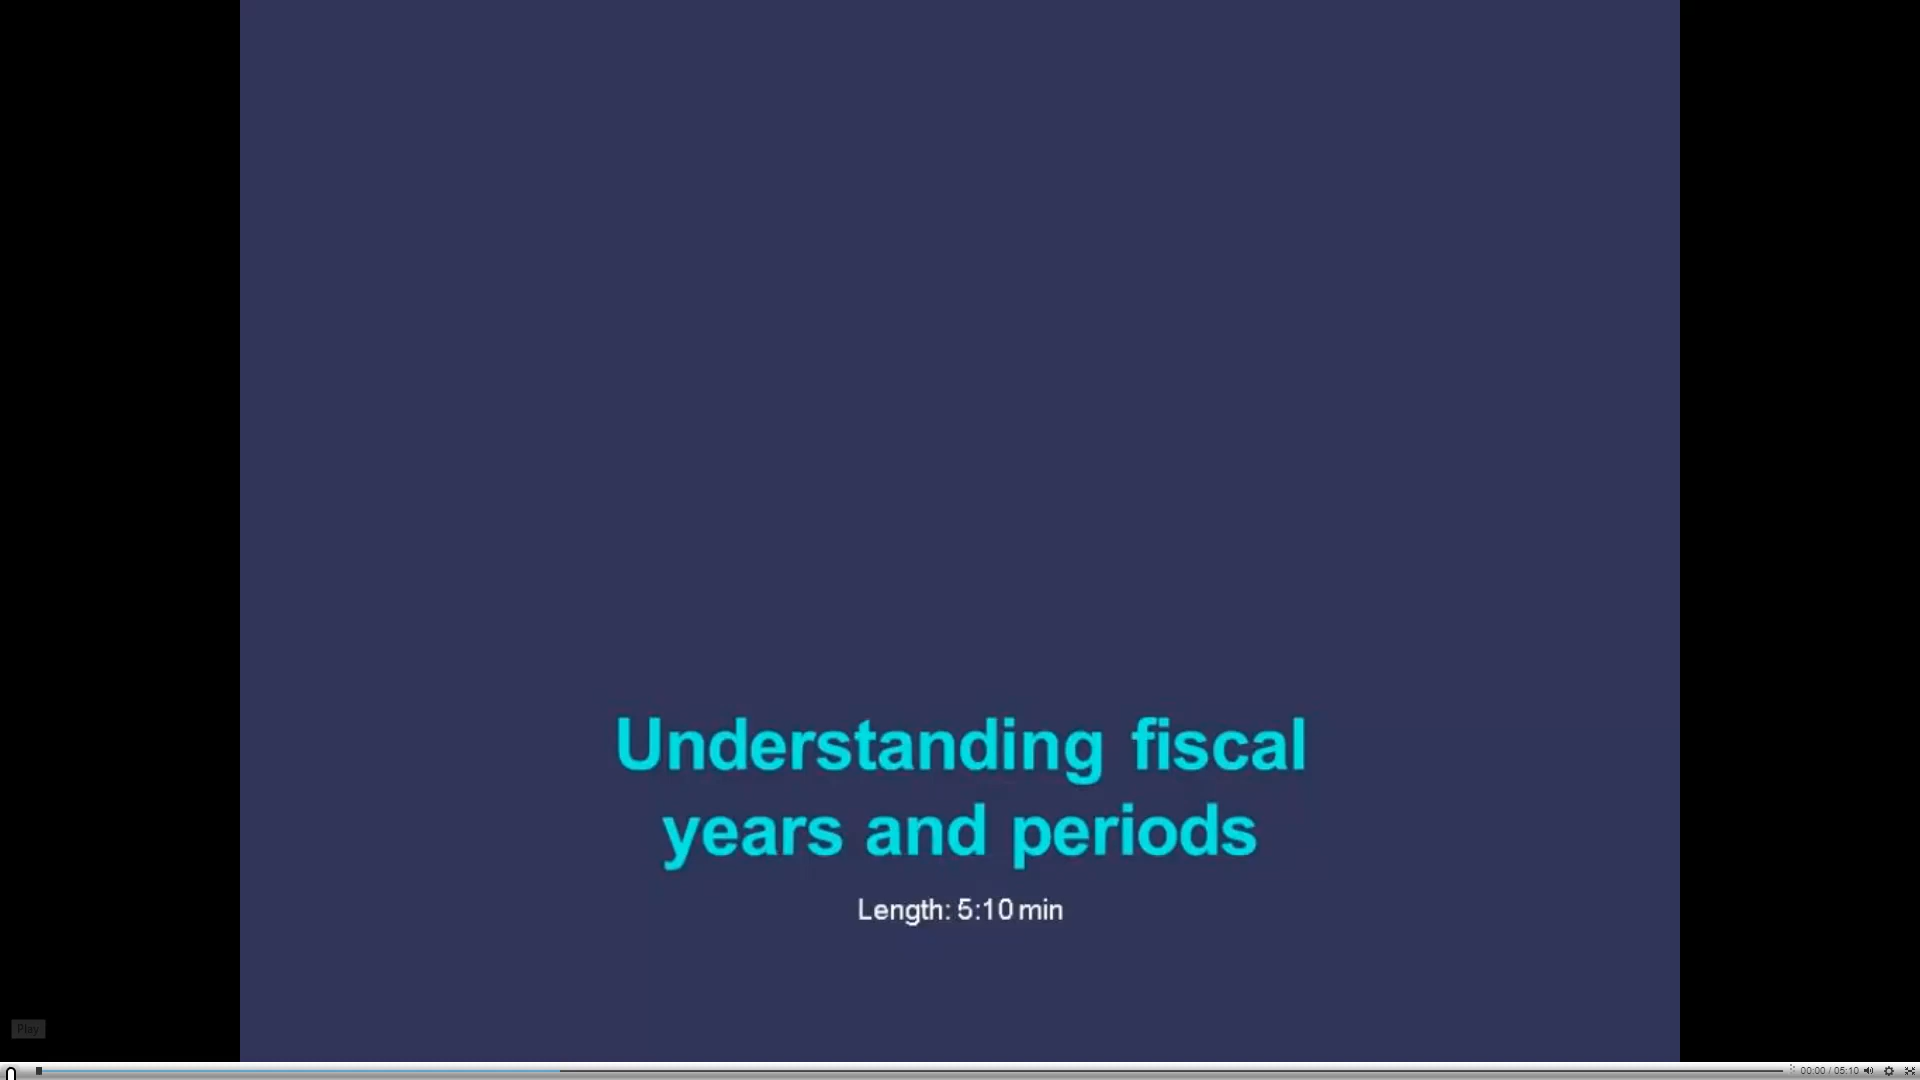 Understanding fiscal
years and periods
Length: 5:10 min
Play
00:00 / 05:10